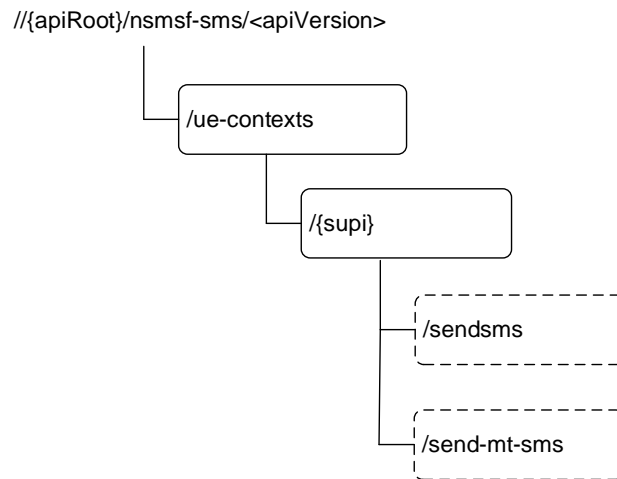 //{apiRoot}/nsmsf-sms/<apiVersion>
/ue-contexts
/{supi}
/sendsms
/send-mt-sms